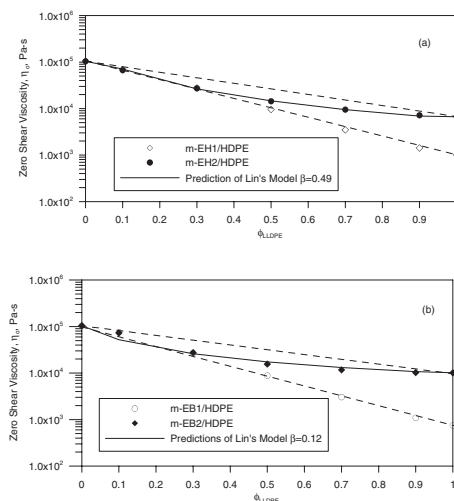 1.0x10⁶
1.0x10⁵
1.0x10⁴
1.0x10³
1.0x10²
Zero Shear Viscosity, ηₒ, Pa-s
(a)
m-EH1/HDPE
m-EH2/HDPE
Prediction of Lin's Model β=0.49
0 0.1 0.2 0.3 0.4 0.5 0.6 0.7 0.8 0.9 1
ϕLLDPE
1.0x10⁶
1.0x10⁵
1.0x10⁴
1.0x10³
1.0x10²
Zero Shear Viscosity, ηₒ, Pa-s
(b)
m-EB1/HDPE
m-EB2/HDPE
Predictions of Lin's Model β=0.12
0 0.1 0.2 0.3 0.4 0.5 0.6 0.7 0.8 0.9 1
ϕLLDPE